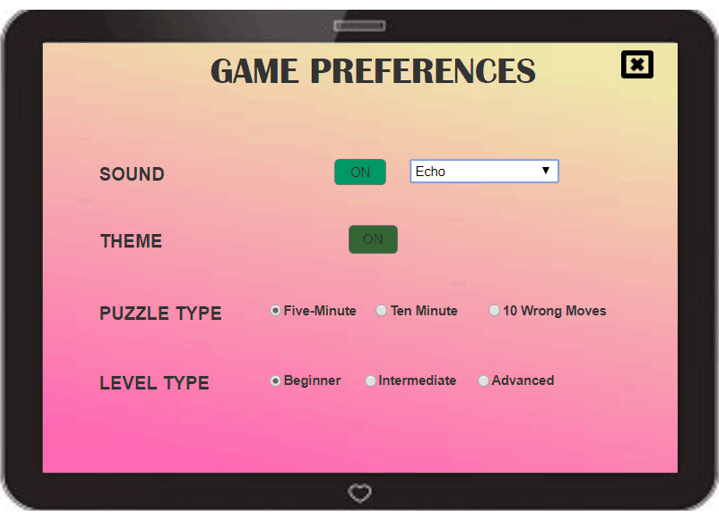 GAME PREFERENCES
SOUND ON Echo
THEME ON
PUZZLE TYPE Five-Minute Ten Minute 10 Wrong Moves
LEVEL TYPE Beginner Intermediate Advanced